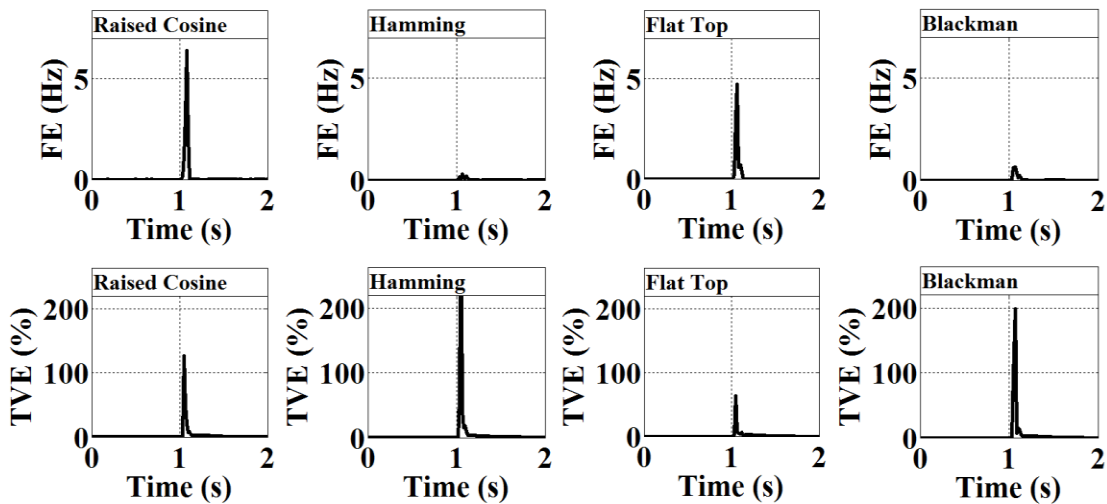 Raised Cosine
FE (Hz)
5
0
0 1 2
Time (s)
Hamming
FE (Hz)
5
0
0 1 2
Time (s)
Flat Top
FE (Hz)
5
0
0 1 2
Time (s)
Blackman
FE (Hz)
5
0
0 1 2
Time (s)
Raised Cosine
TVE (%)
200
100
0
0 1 2
Time (s)
Hamming
TVE (%)
200
100
0
0 1 2
Time (s)
Flat Top
TVE (%)
200
100
0
0 1 2
Time (s)
Blackman
TVE (%)
200
100
0
0 1 2
Time (s)